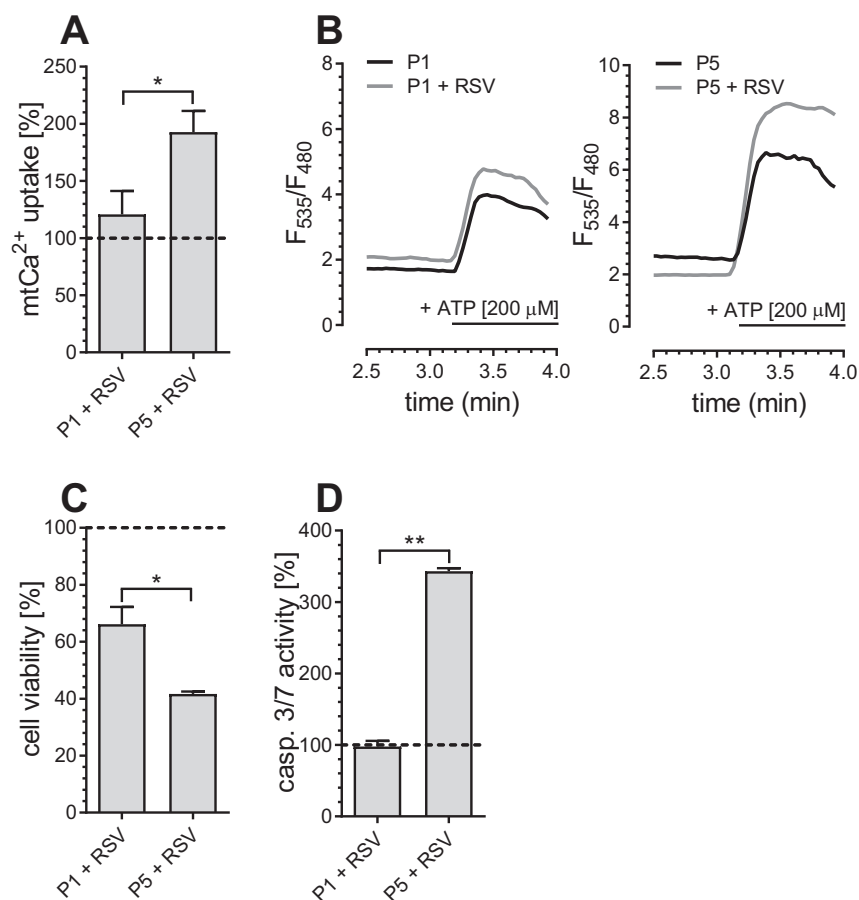 A
mtCa2+ uptake [%]
250
200
150
100
50
0
*
P1 + RSV
P5 + RSV
B
F535/F480
8
6
4
2
0
P1
P1 + RSV
+ ATP [200 μM]
2.5 3.0 3.5 4.0
time (min)
F535/F480
10
8
6
4
2
0
P5
P5 + RSV
+ ATP [200 μM]
2.5 3.0 3.5 4.0
time (min)
C
cell viability [%]
100
80
60
40
20
0
*
P1 + RSV
P5 + RSV
D
casp. 3/7 activity [%]
400
300
200
100
0
**
P1 + RSV
P5 + RSV